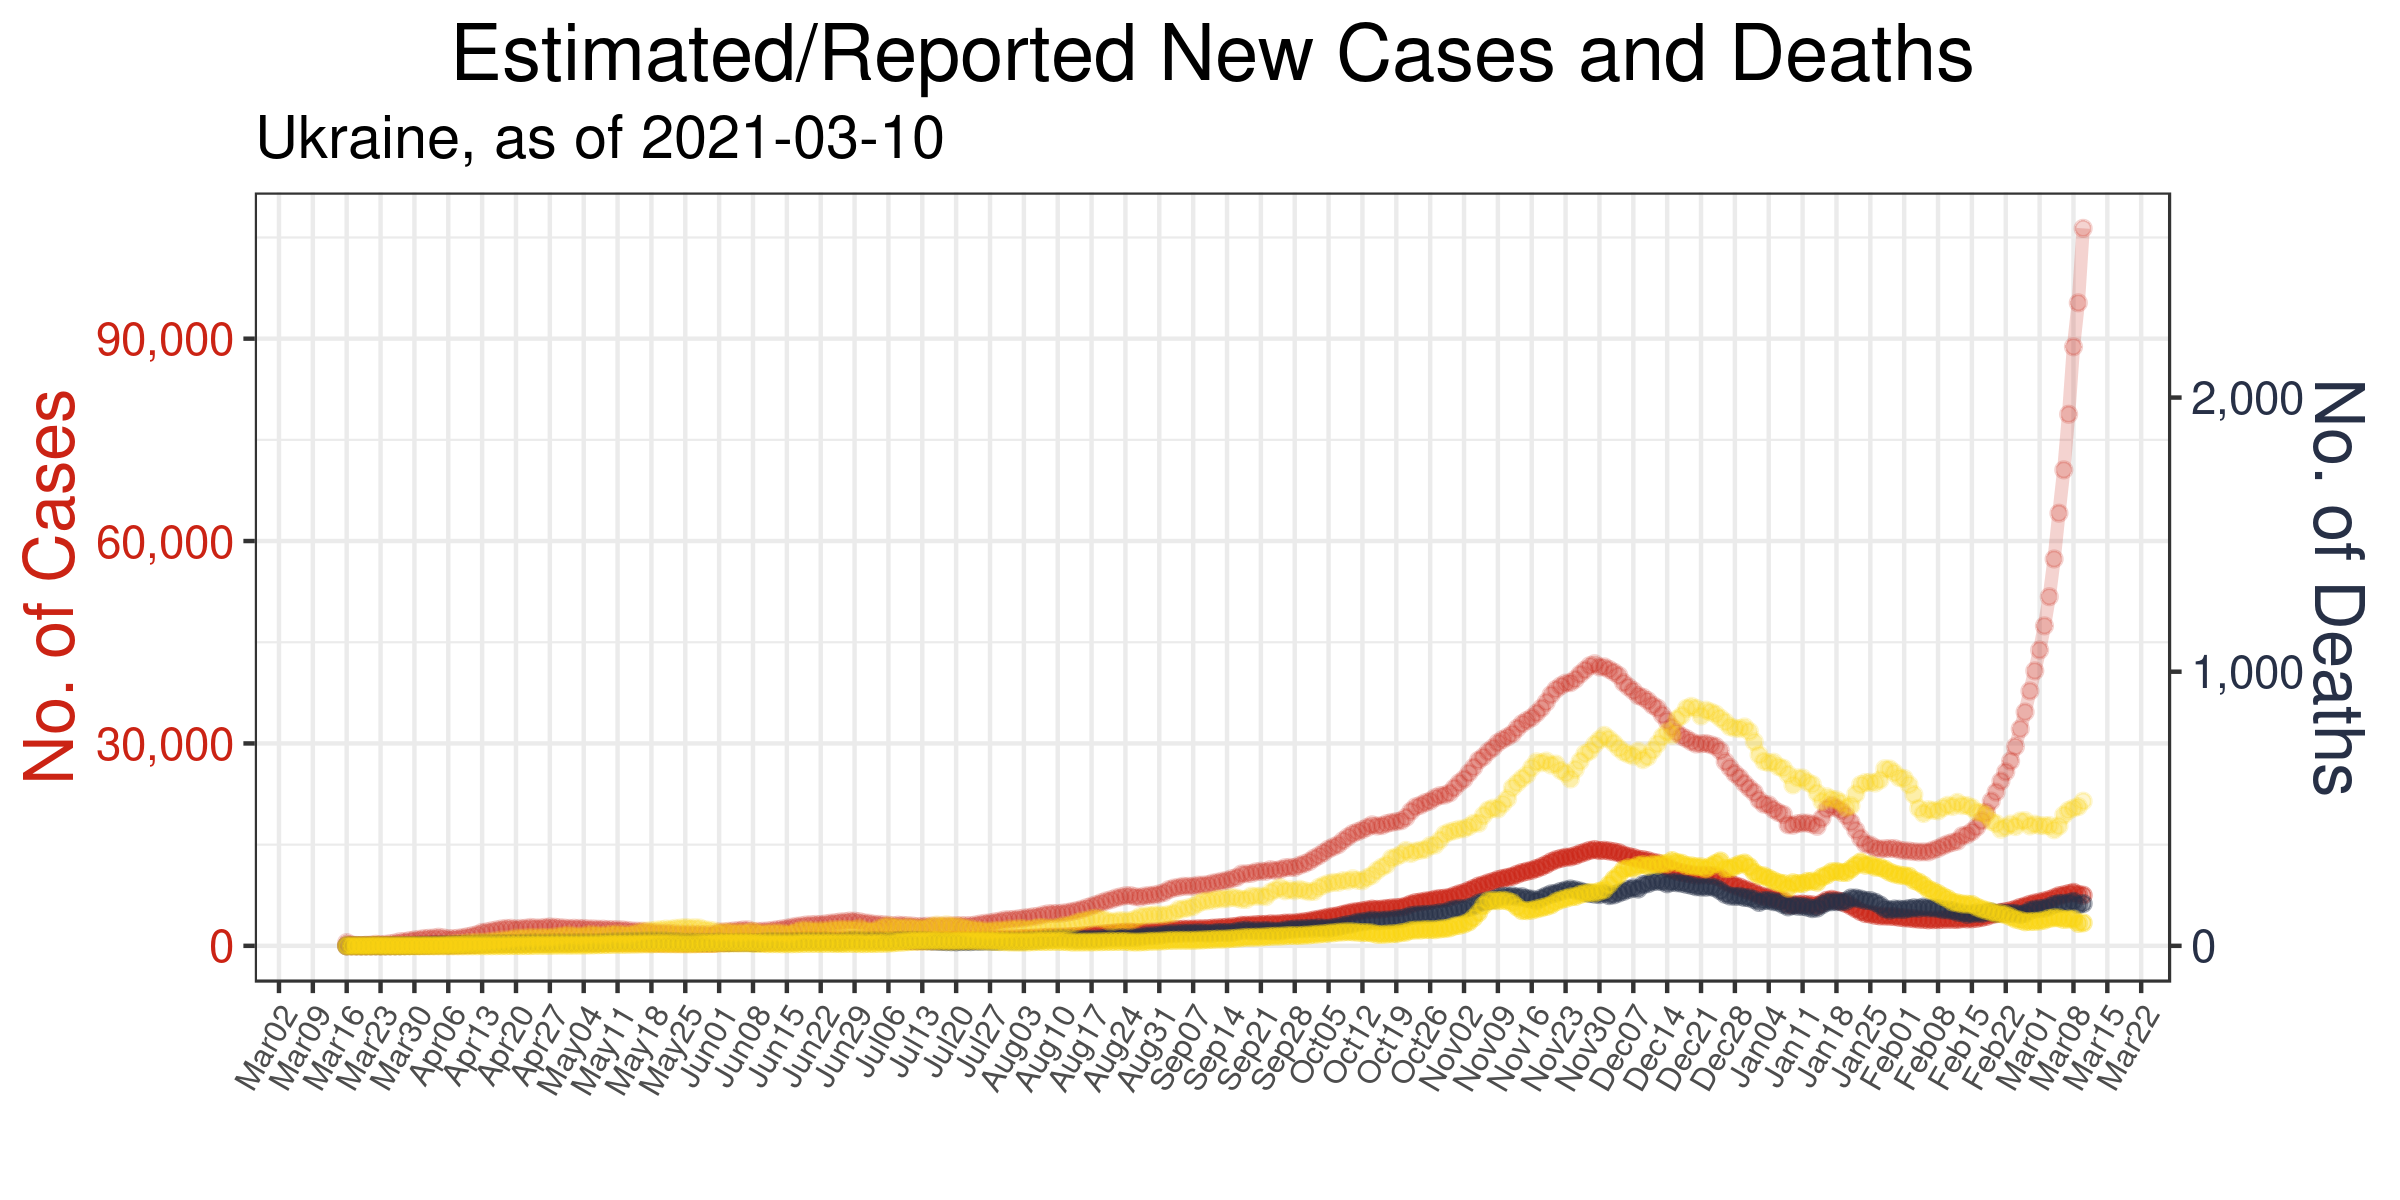 Estimated/Reported New Cases and Deaths
Ukraine, as of 2021-03-10
No. of Cases
90,000
60,000
30,000
0
2,000
1,000
0
No. of Deaths
Mar02
Mar09
Mar16
Mar23
Mar30
Apr06
Apr13
Apr20
Apr27
May04
May11
May18
May25
Jun01
Jun08
Jun15
Jun22
Jun29
Jul06
Jul13
Jul20
Jul27
Aug03
Aug10
Aug17
Aug24
Aug31
Sep07
Sep14
Sep21
Sep28
Oct05
Oct12
Oct19
Oct26
Nov02
Nov09
Nov16
Nov23
Nov30
Dec07
Dec14
Dec21
Dec28
Jan04
Jan11
Jan18
Jan25
Feb01
Feb08
Feb15
Feb22
Mar01
Mar08
Mar15
Mar22